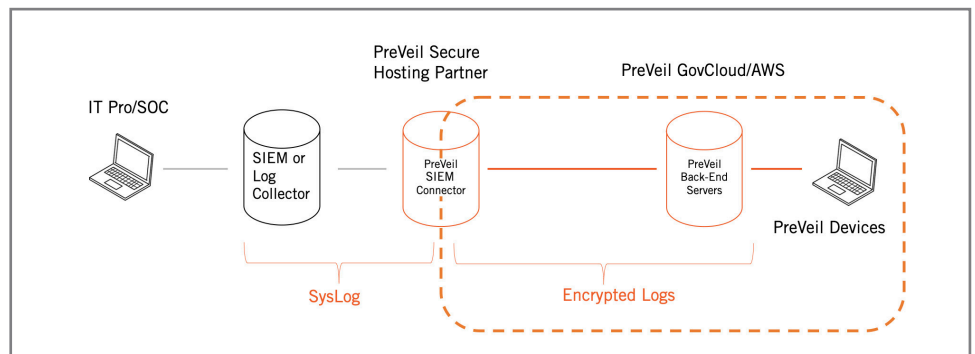 PreVeil Secure
Hosting Partner
PreVeil GovCloud/AWS
IT Pro/SOC
SIEM or
Log
Collector
PreVeil
SIEM
Connector
PreVeil
Back-End
Servers
PreVeil Devices
SysLog
Encrypted Logs